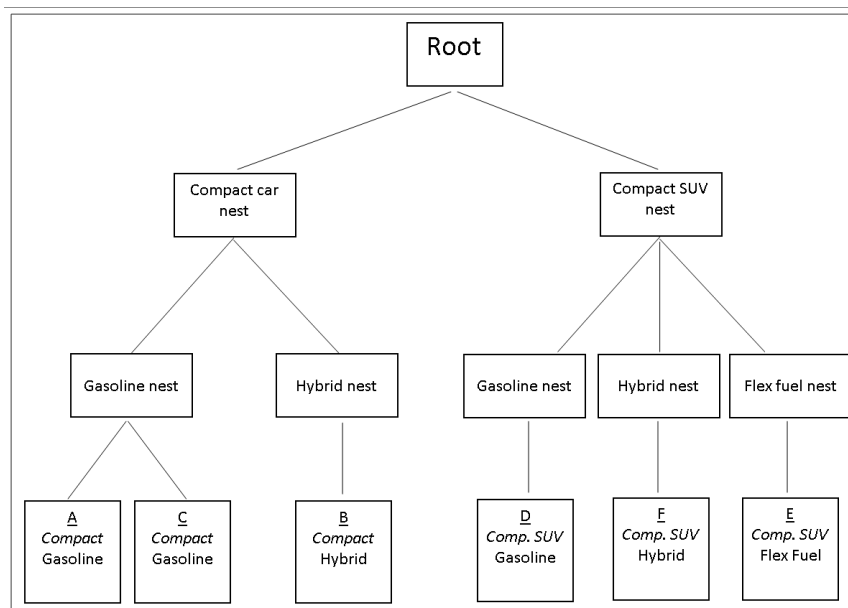 Root
Compact car
nest
Compact SUV
nest
Gasoline nest
Hybrid nest
Gasoline nest
Hybrid nest
Flex fuel nest
A
Compact
Gasoline
C
Compact
Gasoline
B
Compact
Hybrid
D
Comp. SUV
Gasoline
F
Comp. SUV
Hybrid
E
Comp. SUV
Flex Fuel